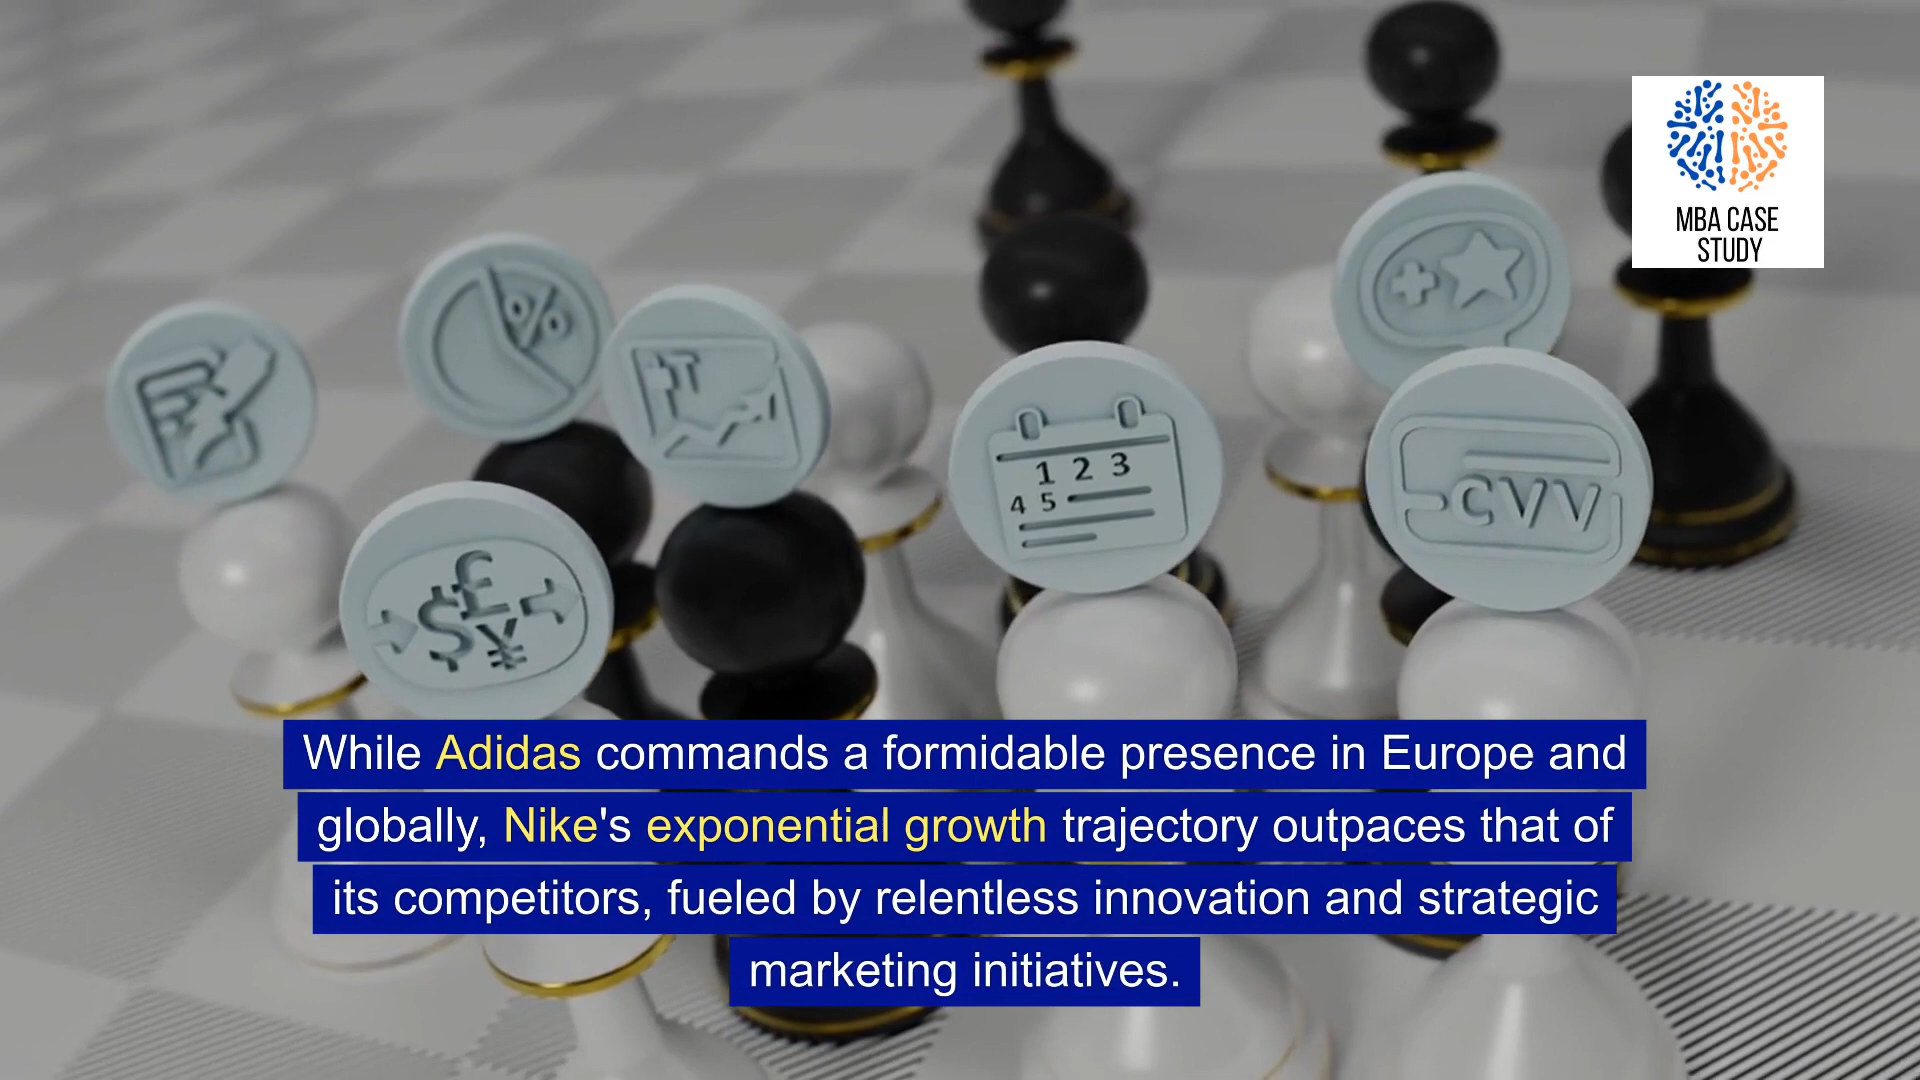 MBA CASE
STUDY
%
1 2 3
4 5
CVV
$£¥
While Adidas commands a formidable presence in Europe and
globally, Nike's exponential growth trajectory outpaces that of
its competitors, fueled by relentless innovation and strategic
marketing initiatives.